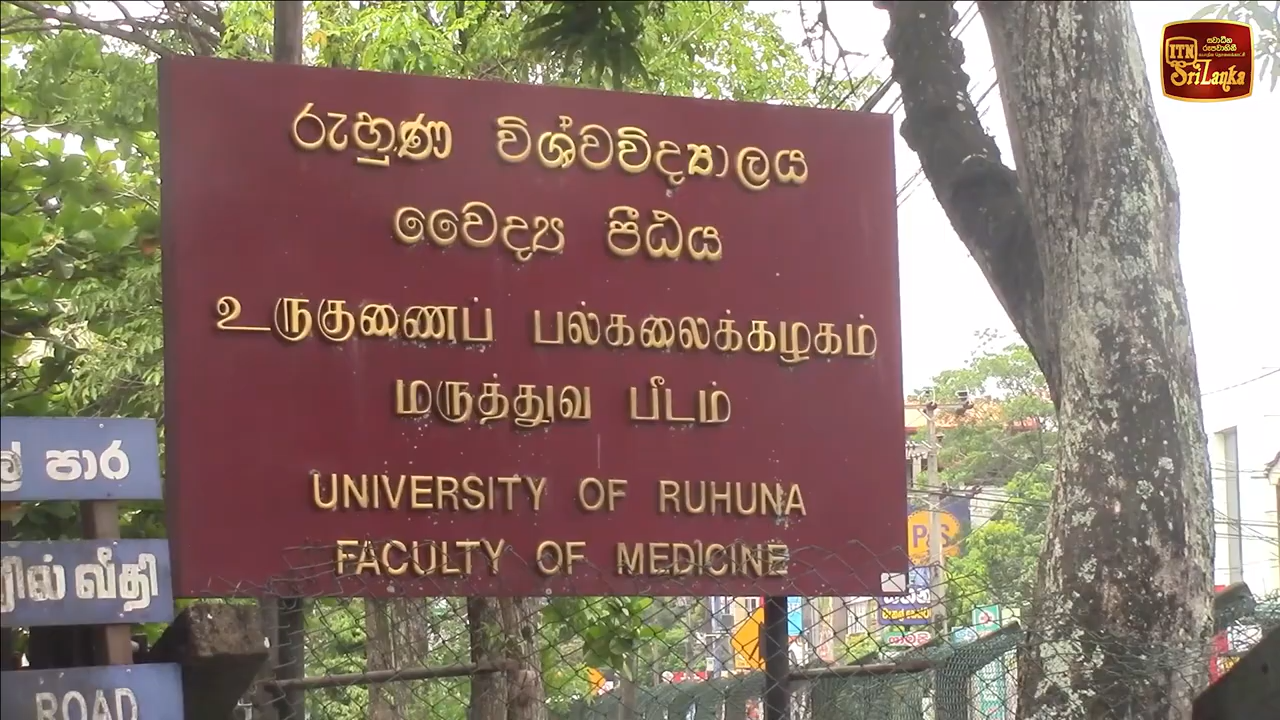 රුහුණ විශ්වවිද්‍යාලය
වෛද්‍ය පීඨය
உருகுணைப் பல்கலைக்கழகம்
மருத்துவ பீடம்
UNIVERSITY OF RUHUNA
FACULTY OF MEDICINE
පාර
வீதி
ROAD
P&S
ITN
Sri Lanka